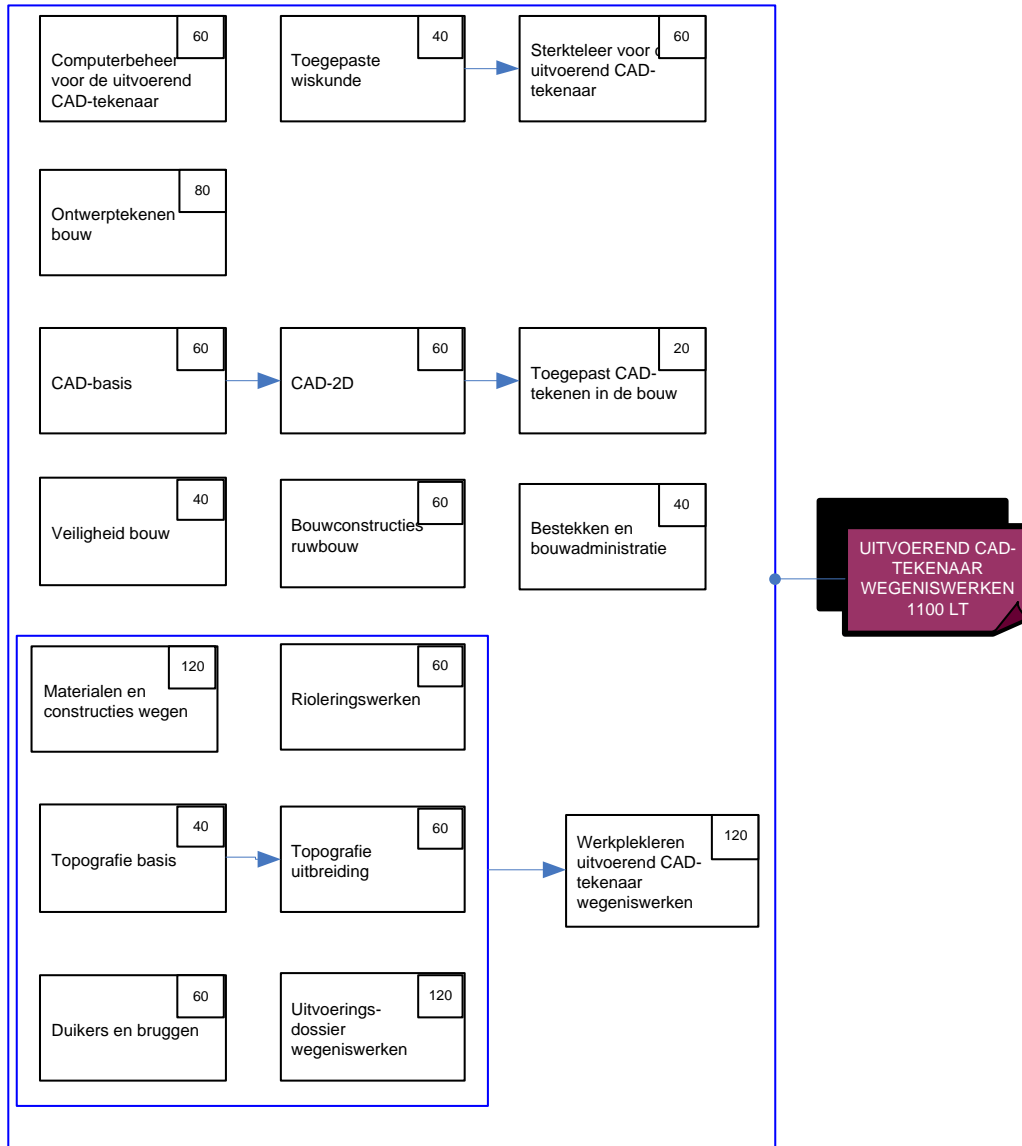 60
Computerbeheer
voor de uitvoerend
CAD-tekenaar
40
Toegepaste
wiskunde
60
Sterkteleer voor
uitvoerend CAD-
tekenaar
80
Ontwerptekenen
bouw
60
CAD-basis
60
CAD-2D
20
Toegepast CAD-
tekenen in de bouw
40
Veiligheid bouw
60
Bouwconstructies
ruwbouw
40
Bestekken en
bouwadministratie
UITVOEREND CAD-
TEKENAAR
WEGENISWERKEN
1100 LT
120
Materialen en
constructies wegen
60
Rioleringswerken
40
Topografie basis
60
Topografie
uitbreiding
120
Werkplekleren
uitvoerend CAD-
tekenaar
wegeniswerken
60
Duikers en bruggen
120
Uitvoerings-
dossier
wegeniswerken